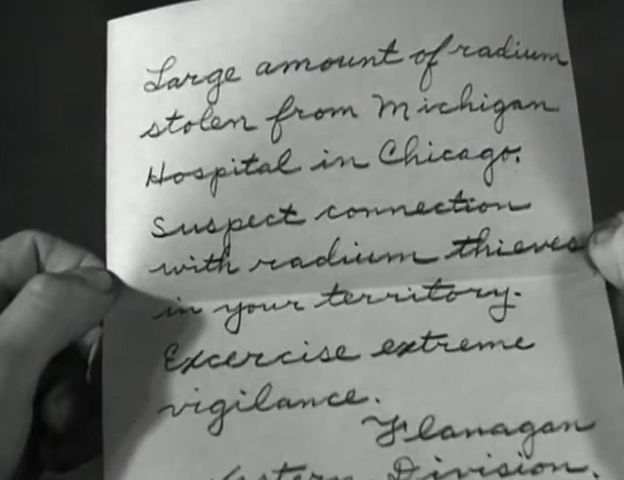 Large amount of radium
stolen from Michigan
Hospital in Chicago.
Suspect connection
with radium thieves
in your territory.
Excercise extreme
vigilance.
Flanagan
Division.